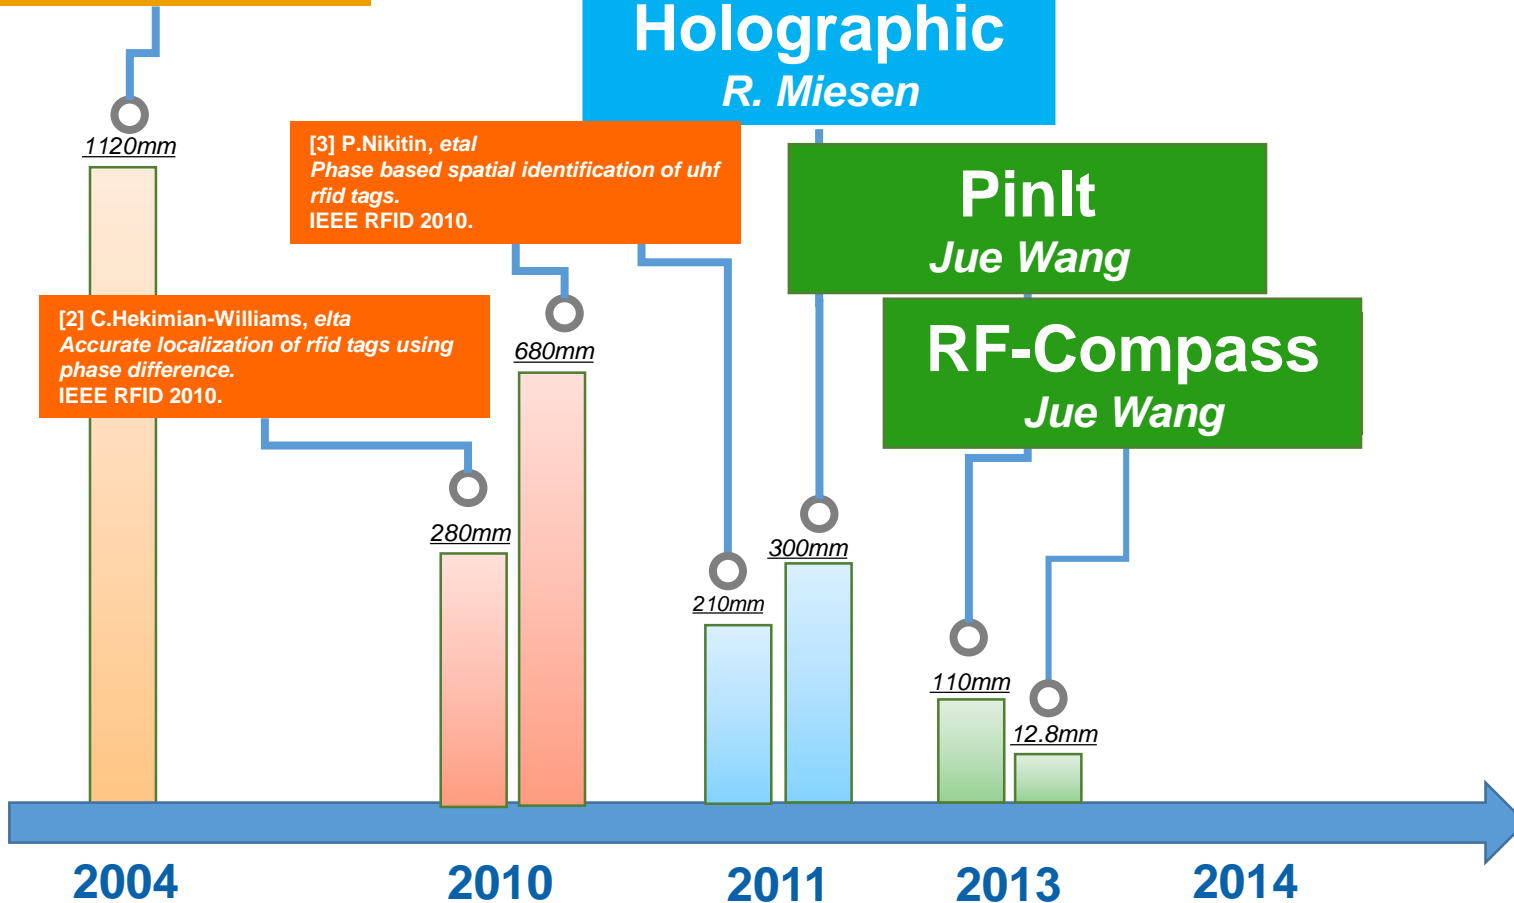 Holographic
R. Miesen
1120mm
[3] P.Nikitin, etal
Phase based spatial identification of uhf
rfid tags.
IEEE RFID 2010.
PinIt
Jue Wang
[2] C.Hekimian-Williams, elta
Accurate localization of rfid tags using
phase difference.
IEEE RFID 2010.
680mm
RF-Compass
Jue Wang
280mm
300mm
210mm
110mm
12.8mm
2004
2010
2011
2013
2014